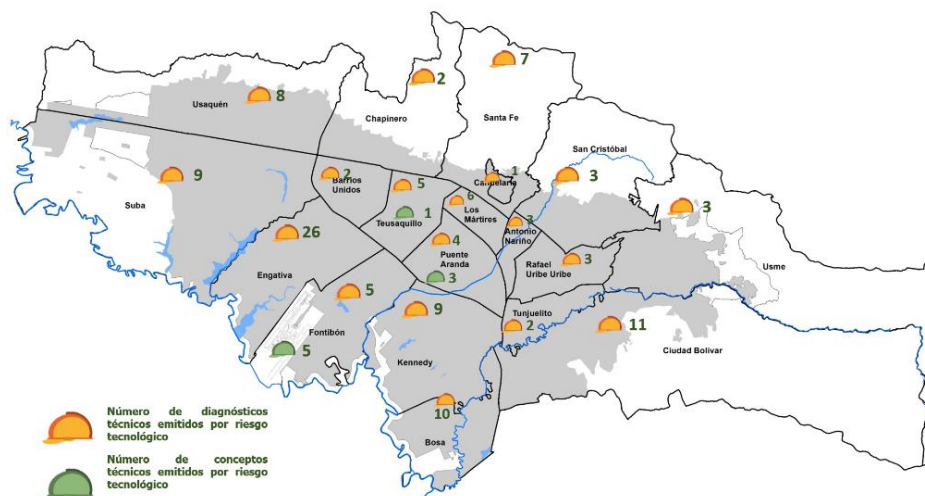 7
2
Usaquén
8
Chapinero
Santa Fe
San Cristóbal
1
Candelaria
3
9
2
Barrios
Unidos
5
Suba
6
Los
Mártires
1
Teusaquillo
3
Antonio
Nariño
3
26
4
Puente
Aranda
Rafael
Uribe Uribe
3
Usme
Engativa
3
5
9
Tunjuelito
2
11
Fontibón
Ciudad Bolívar
5
Kennedy
10
Bosa
Número de diagnósticos
técnicos emitidos por riesgo
tecnológico
Número de conceptos
técnicos emitidos por riesgo
tecnológico